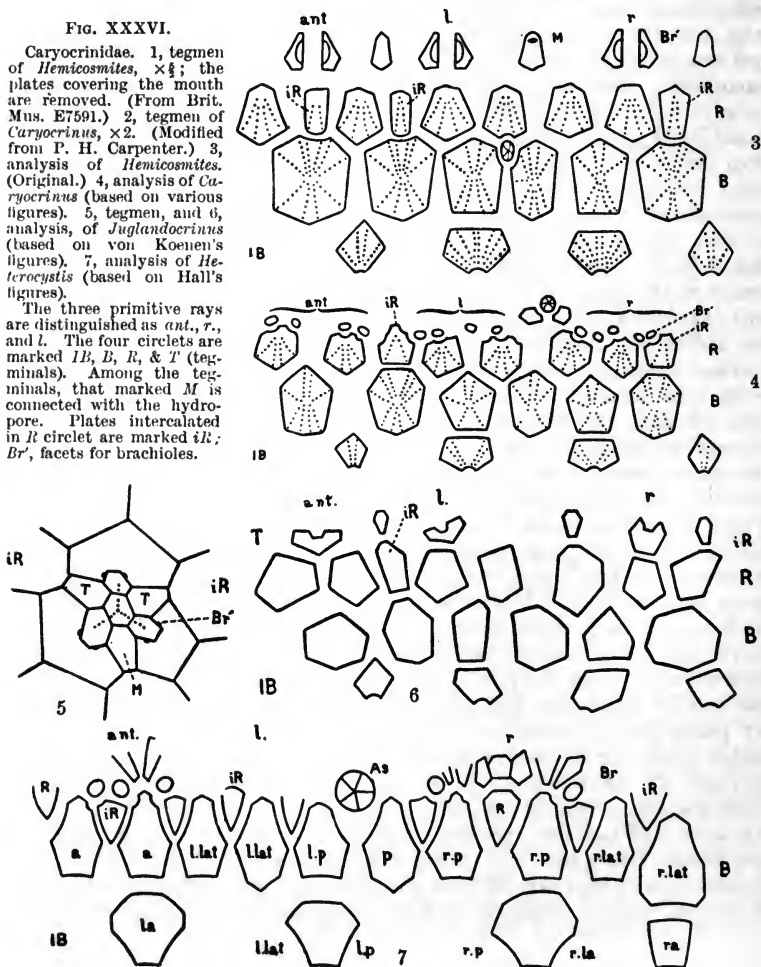 FIG. XXXVI.
Caryocrinidae. 1, tegmen
of Hemicosmites, ×; the
plates covering the mouth
are removed. (From Brit.
Mus. E7591.) 2, tegmen of
Caryocrinus, ×2. (Modified
from P. H. Carpenter.) 3,
analysis of Hemicosmites.
(Original.) 4, analysis of Ca-
ryocrinus (based on various
figures). 5, tegmen, and 6,
analysis, of Juglandocrinus
(based on von Koenen's
figures). 7, analysis of He-
terocystis (based on Hall's
figures).
The three primitive rays
are distinguished as ant., r.,
and l. The four circlets are
marked IB, B, R, & T (teg-
minals). Among the teg-
minals, that marked M is
connected with the hydro-
pore. Plates intercalated
in R circlet are marked iR;
Br', facets for brachioles.
ant l. r
M Br'
iR iR iR
R
3
B
IB
ant iR l r Br'
iR
R
4
B
IB
iR
T T
iR
Br'
M
5
ant. l. r
T iR iR
R
B
IB 6
ant. l. r
R iR iR As R Br iR
a a l.lat l.lat l.p p r.p r.p r.lat r.lat B
IB la l.lat l.p r.p r.la ra
7